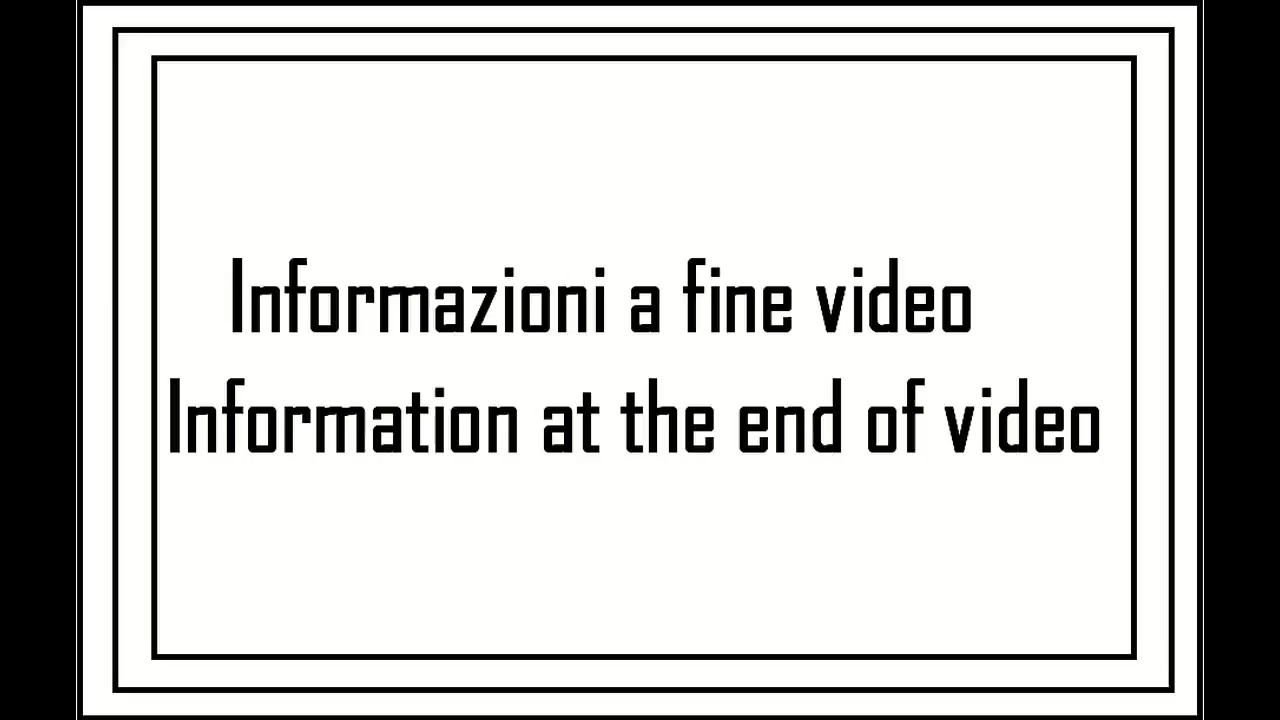 Informazioni a fine video
Information at the end of video